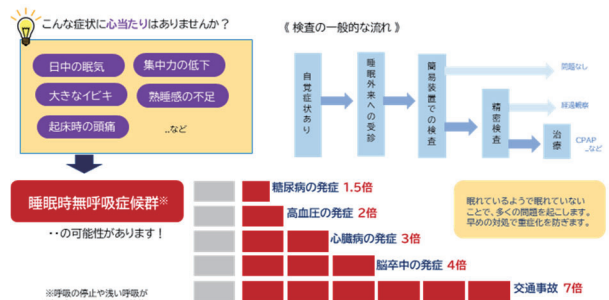 こんな症状に心当たりはありませんか？
日中の眠気
集中力の低下
大きなイビキ
熟睡感の不足
起床時の頭痛
..など
睡眠時無呼吸症候群※
・・の可能性があります！
※呼吸の停止や浅い呼吸が
《 検査の一般的な流れ 》
自覚症状あり
睡眠外来への受診
簡易装置での検査
問題なし
精密検査
経過観察
治療
CPAP
..など
糖尿病の発症 1.5倍
高血圧の発症 2倍
心臓病の発症 3倍
脳卒中の発症 4倍
交通事故 7倍
眠れているようで眠れていない
ことで、多くの問題を起こします。
早めの対処で重症化を防ぎます。